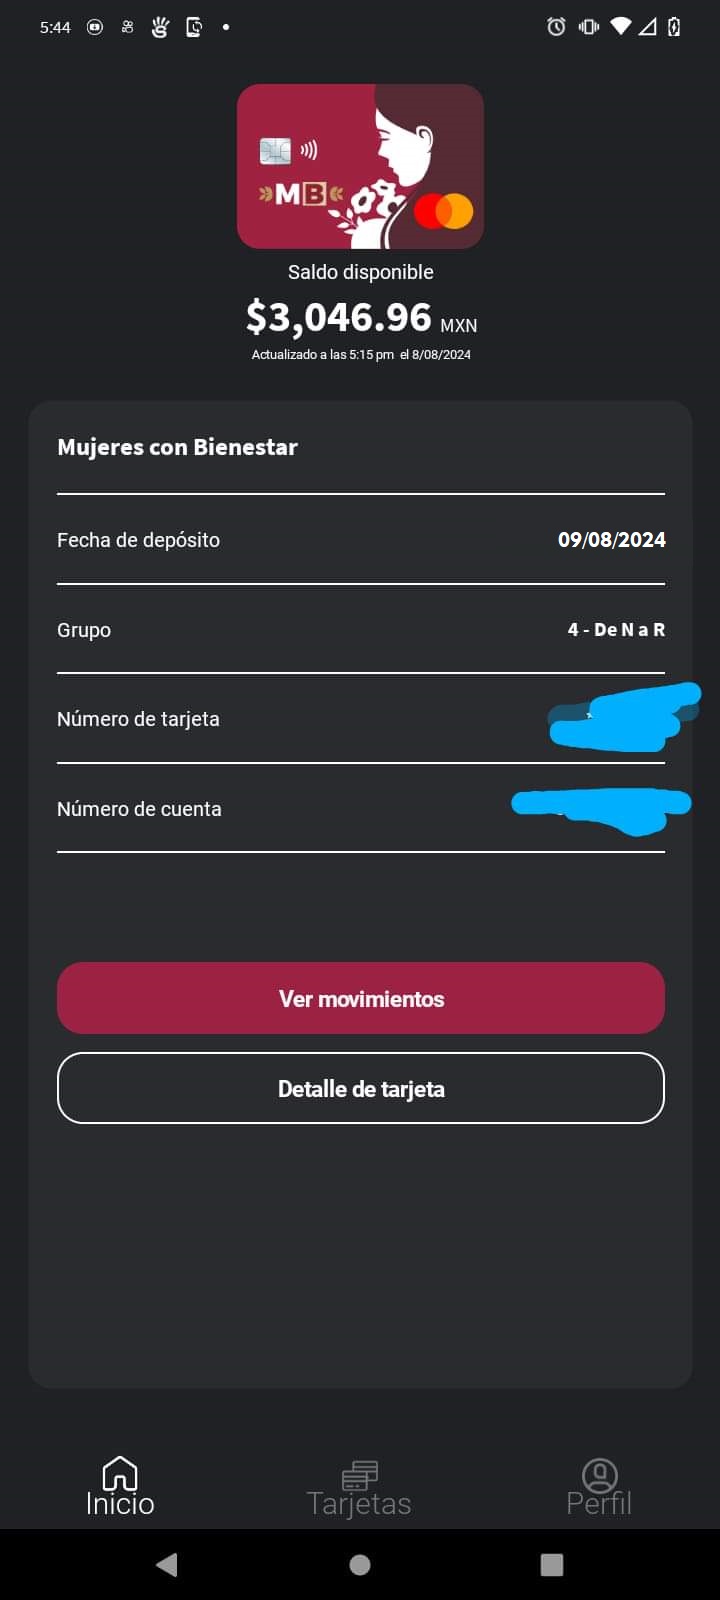 5:44
MB
Saldo disponible
$3,046.96 MXN
Actualizado a las 5:15 pm el 8/08/2024
Mujeres con Bienestar
Fecha de depósito 09/08/2024
Grupo 4 - De N a R
Número de tarjeta
Número de cuenta
Ver movimientos
Detalle de tarjeta
Inicio Tarjetas Perfil